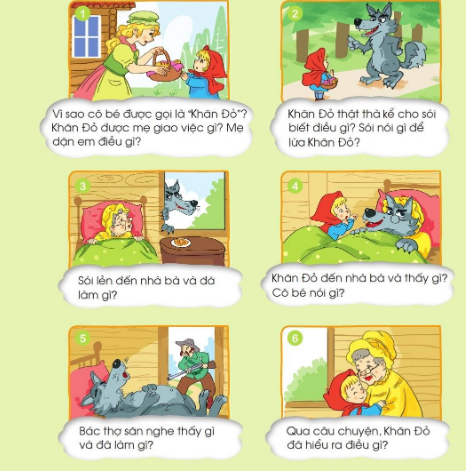 1
Vì sao cô bé được gọi là "Khăn Đỏ"?
Khăn Đỏ được mẹ giao việc gì? Mẹ
dặn em điều gì?
2
Khăn Đỏ thật thà kể cho sói
biết điều gì? Sói nói gì để
lừa Khăn Đỏ?
3
Sói lẻn đến nhà bà và đã
làm gì?
4
Khăn Đỏ đến nhà bà và thấy gì?
Cô bé nói gì?
5
Bác thợ săn nghe thấy gì
và đã làm gì?
6
Qua câu chuyện, Khăn Đỏ
đã hiểu ra điều gì?